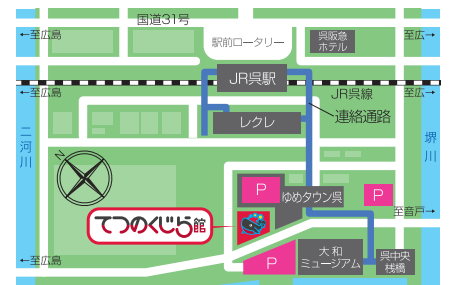 国道31号
←至広島
駅前ロータリー
呉阪急
ホテル
至広→
JR呉駅
JR呉線
←至広島
至広→
レクレ
連絡通路
二河川
堺川
N
P
ゆめタウン呉
P
てつのくじら館
至音戸→
←至広島
P
大和
ミュージアム
呉中央
桟橋